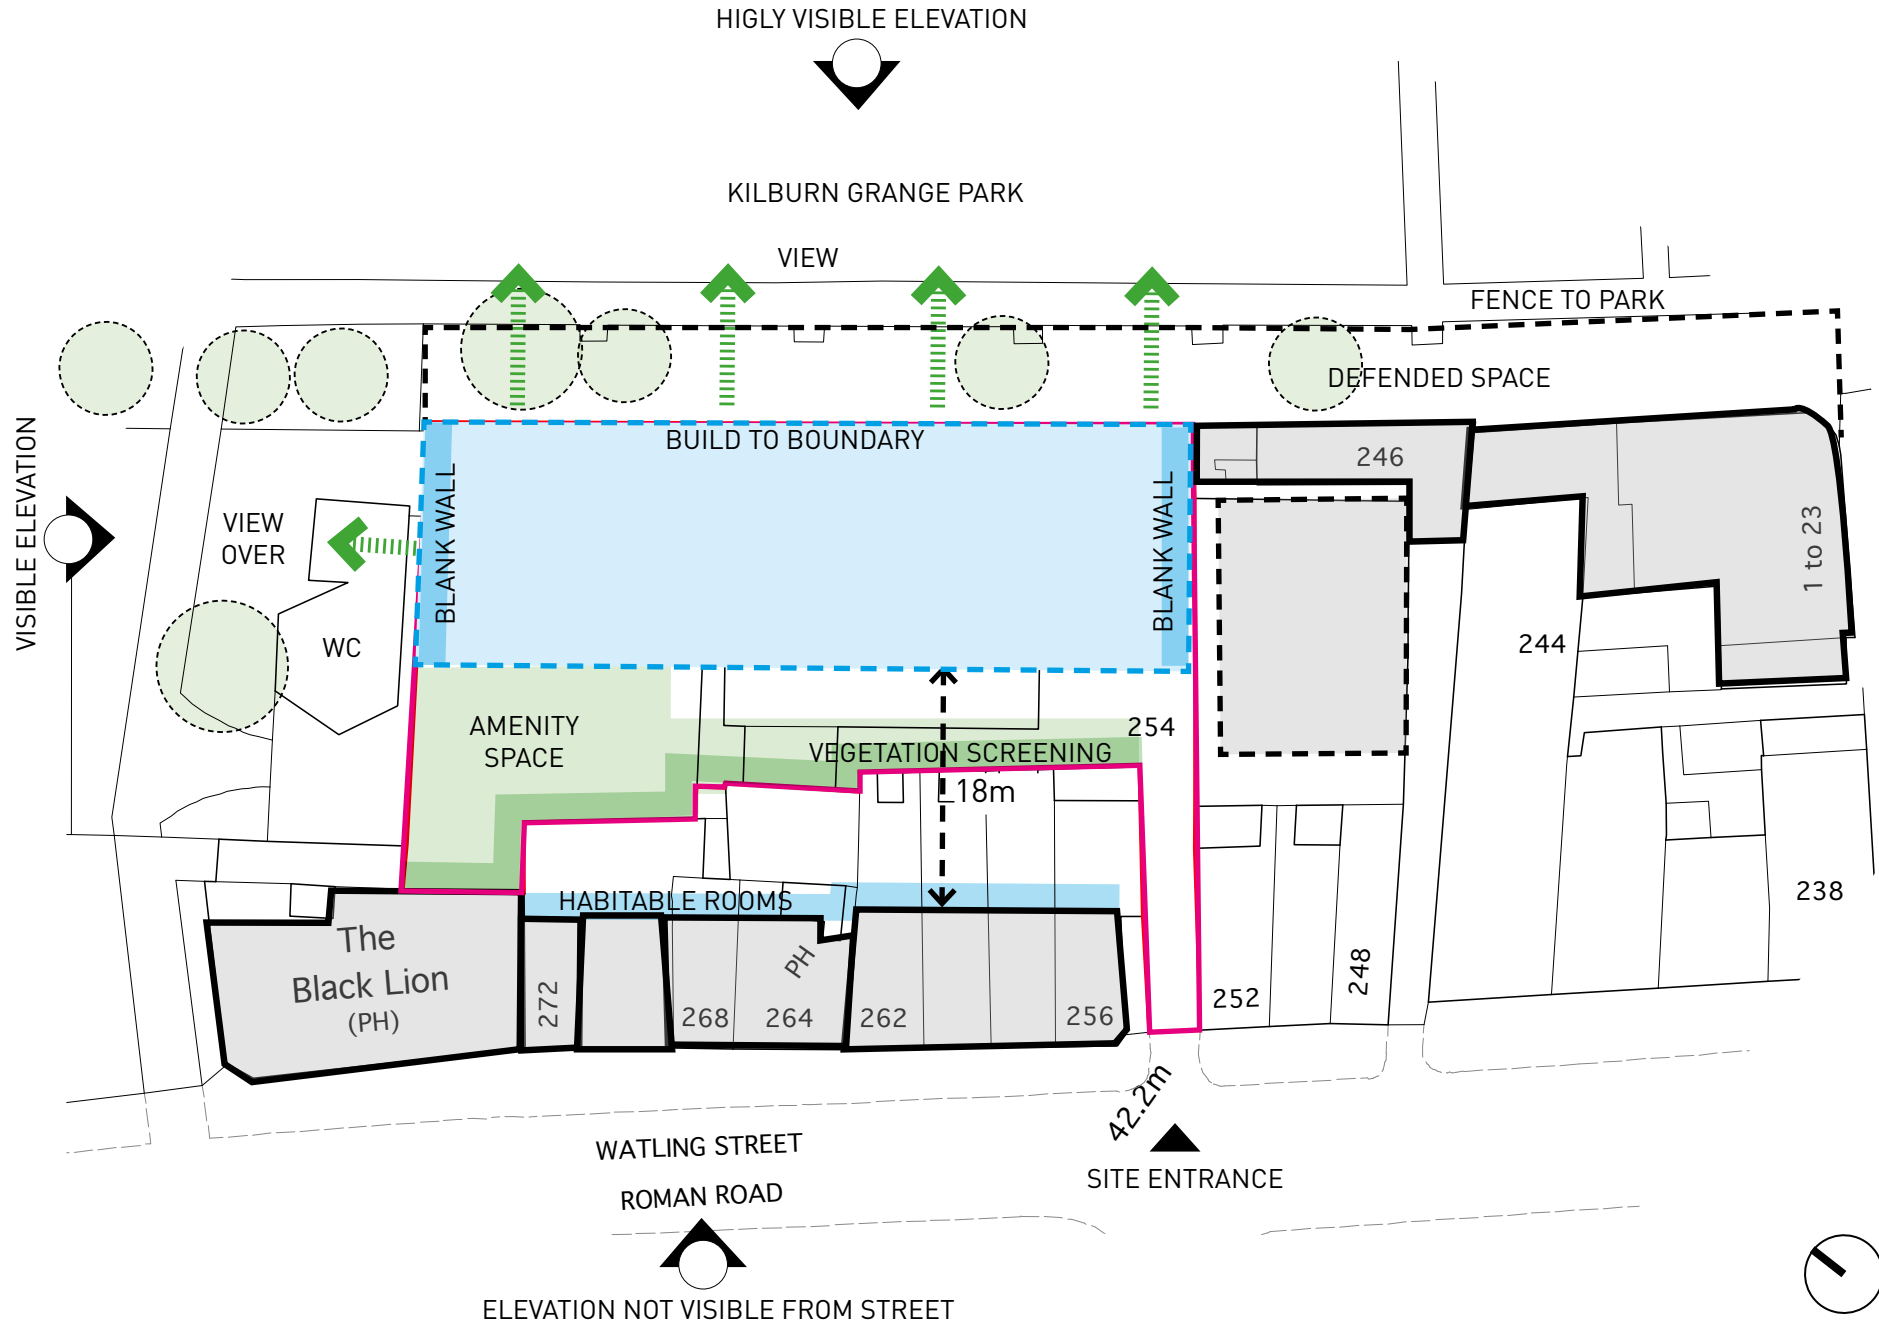 HIGLY VISIBLE ELEVATION
KILBURN GRANGE PARK
VIEW
FENCE TO PARK
DEFENDED SPACE
BUILD TO BOUNDARY
246
VISIBLE ELEVATION
VIEW
OVER
BLANK WALL
BLANK WALL
1 to 23
WC
244
AMENITY
SPACE
254
VEGETATION SCREENING
18m
HABITABLE ROOMS
238
The
Black Lion
(PH)
272
268
PH
264
262
256
252
248
42.2m
WATLING STREET
SITE ENTRANCE
ROMAN ROAD
ELEVATION NOT VISIBLE FROM STREET